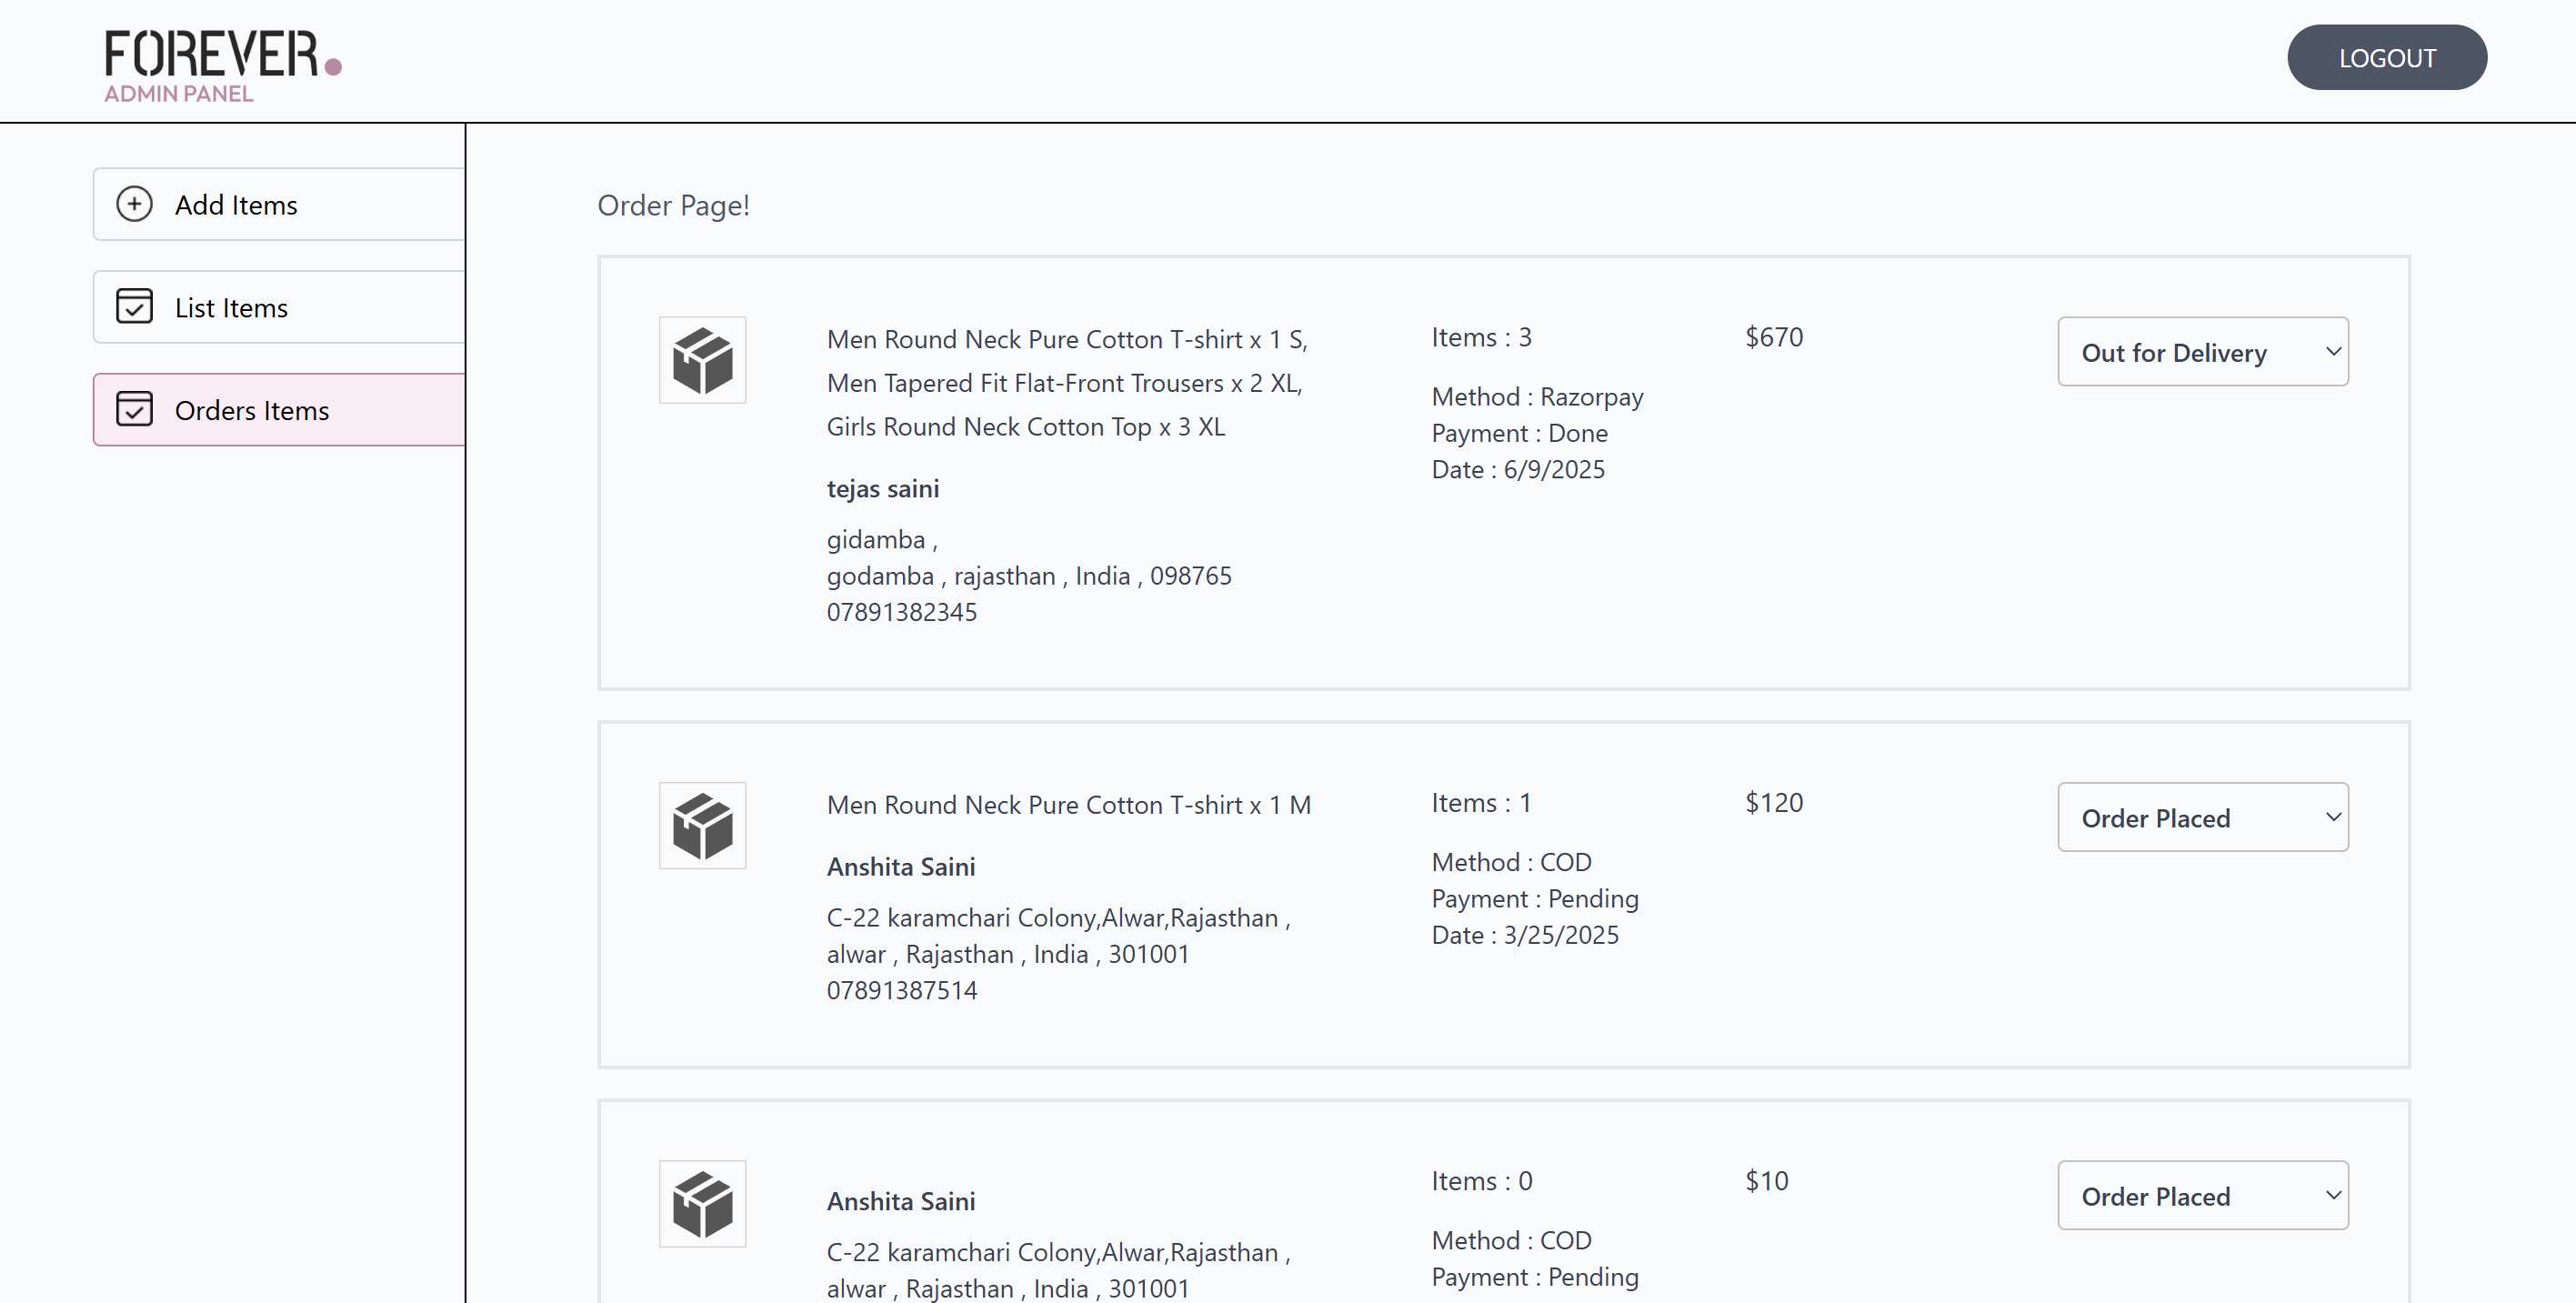 FOREVER.
ADMIN PANEL
LOGOUT
Add Items
List Items
Orders Items
Order Page!
Men Round Neck Pure Cotton T-shirt x 1 S,
Men Tapered Fit Flat-Front Trousers x 2 XL,
Girls Round Neck Cotton Top x 3 XL
tejas saini
gidamba ,
godamba , rajasthan , India , 098765
07891382345
Items : 3
Method : Razorpay
Payment : Done
Date : 6/9/2025
$670
Out for Delivery
Men Round Neck Pure Cotton T-shirt x 1 M
Anshita Saini
C-22 karamchari Colony,Alwar,Rajasthan ,
alwar , Rajasthan , India , 301001
07891387514
Items : 1
Method : COD
Payment : Pending
Date : 3/25/2025
$120
Order Placed
Anshita Saini
C-22 karamchari Colony,Alwar,Rajasthan ,
alwar , Rajasthan , India , 301001
Items : 0
Method : COD
Payment : Pending
$10
Order Placed